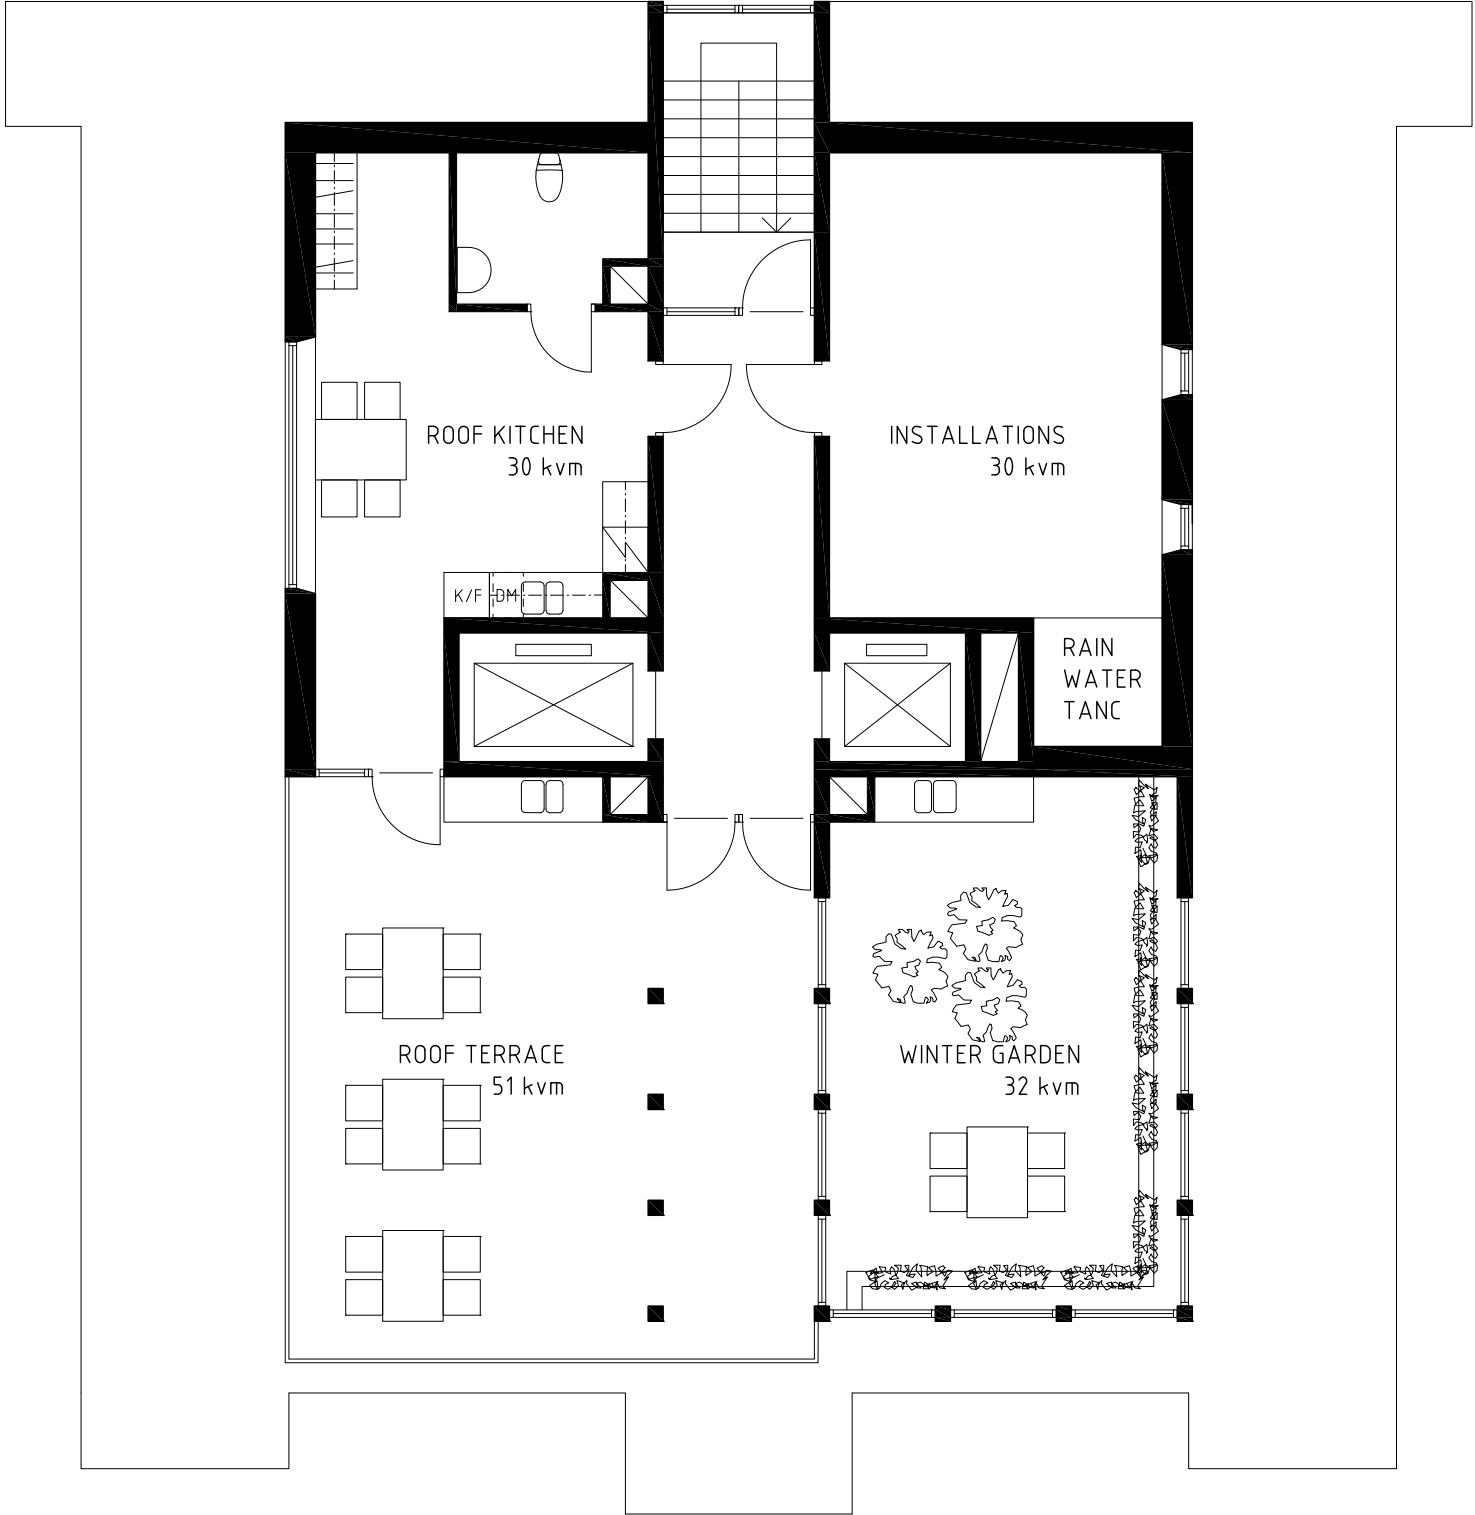 ROOF KITCHEN
30 kvm
INSTALLATIONS
30 kvm
K/F DM
RAIN
WATER
TANC
ROOF TERRACE
51 kvm
WINTER GARDEN
32 kvm